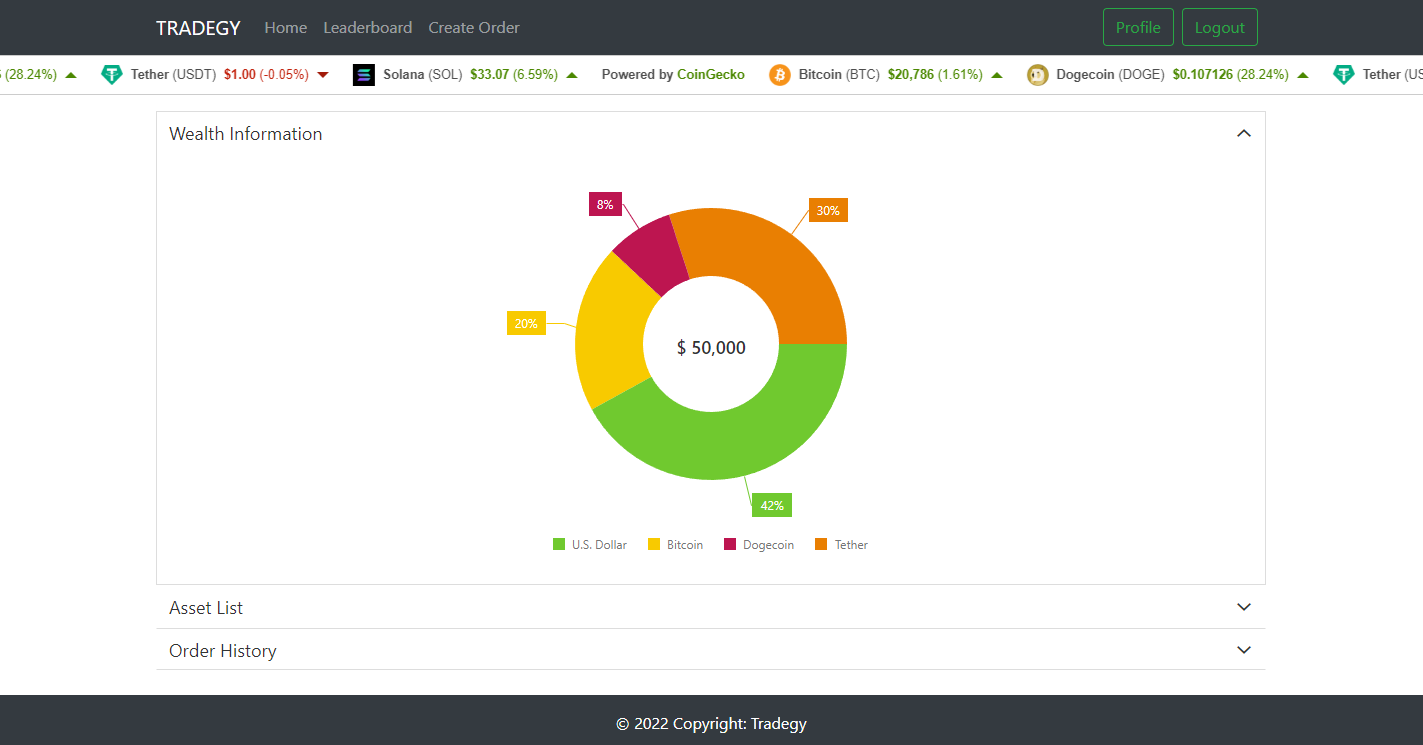 TRADEGY Home Leaderboard Create Order Profile Logout
(28.24%) Tether (USDT) $1.00 (-0.05%) Solana (SOL) $33.07 (6.59%) Powered by CoinGecko Bitcoin (BTC) $20,786 (1.61%) Dogecoin (DOGE) $0.107126 (28.24%) Tether (US
Wealth Information
8%
30%
20%
$ 50,000
42%
U.S. Dollar Bitcoin Dogecoin Tether
Asset List
Order History
© 2022 Copyright: Tradegy